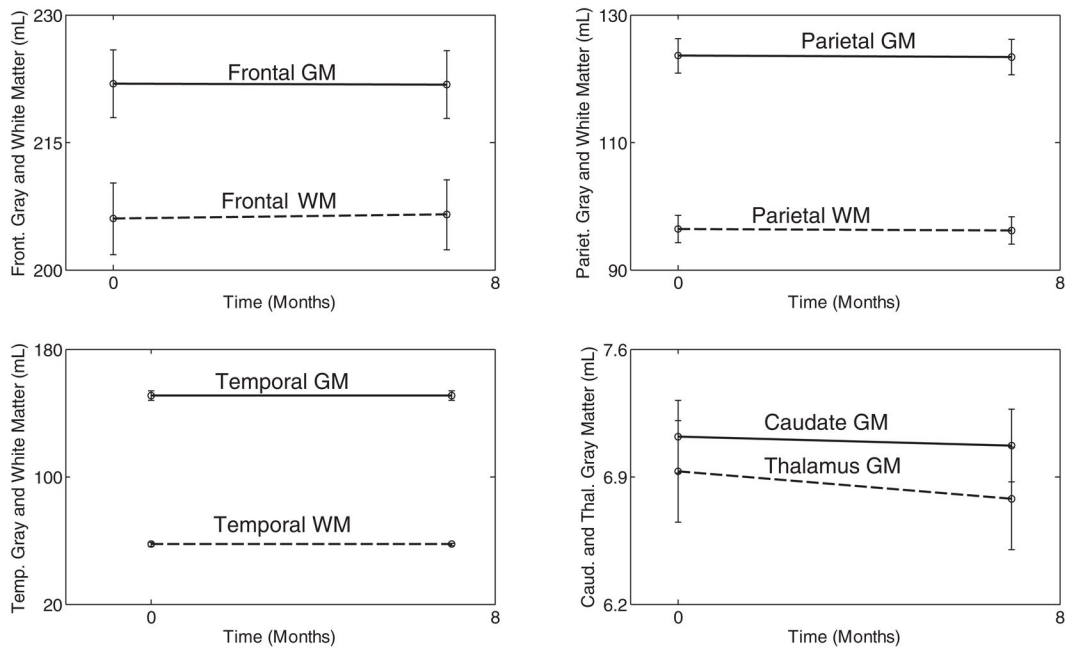 230
215
200
Front. Gray and White Matter (mL)
Frontal GM
Frontal WM
0
8
Time (Months)
130
110
90
Pariet. Gray and White Matter (mL)
Parietal GM
Parietal WM
0
8
Time (Months)
180
100
20
Temp. Gray and White Matter (mL)
Temporal GM
Temporal WM
0
8
Time (Months)
7.6
6.9
6.2
Caud. and Thal. Gray Matter (mL)
Caudate GM
Thalamus GM
0
8
Time (Months)